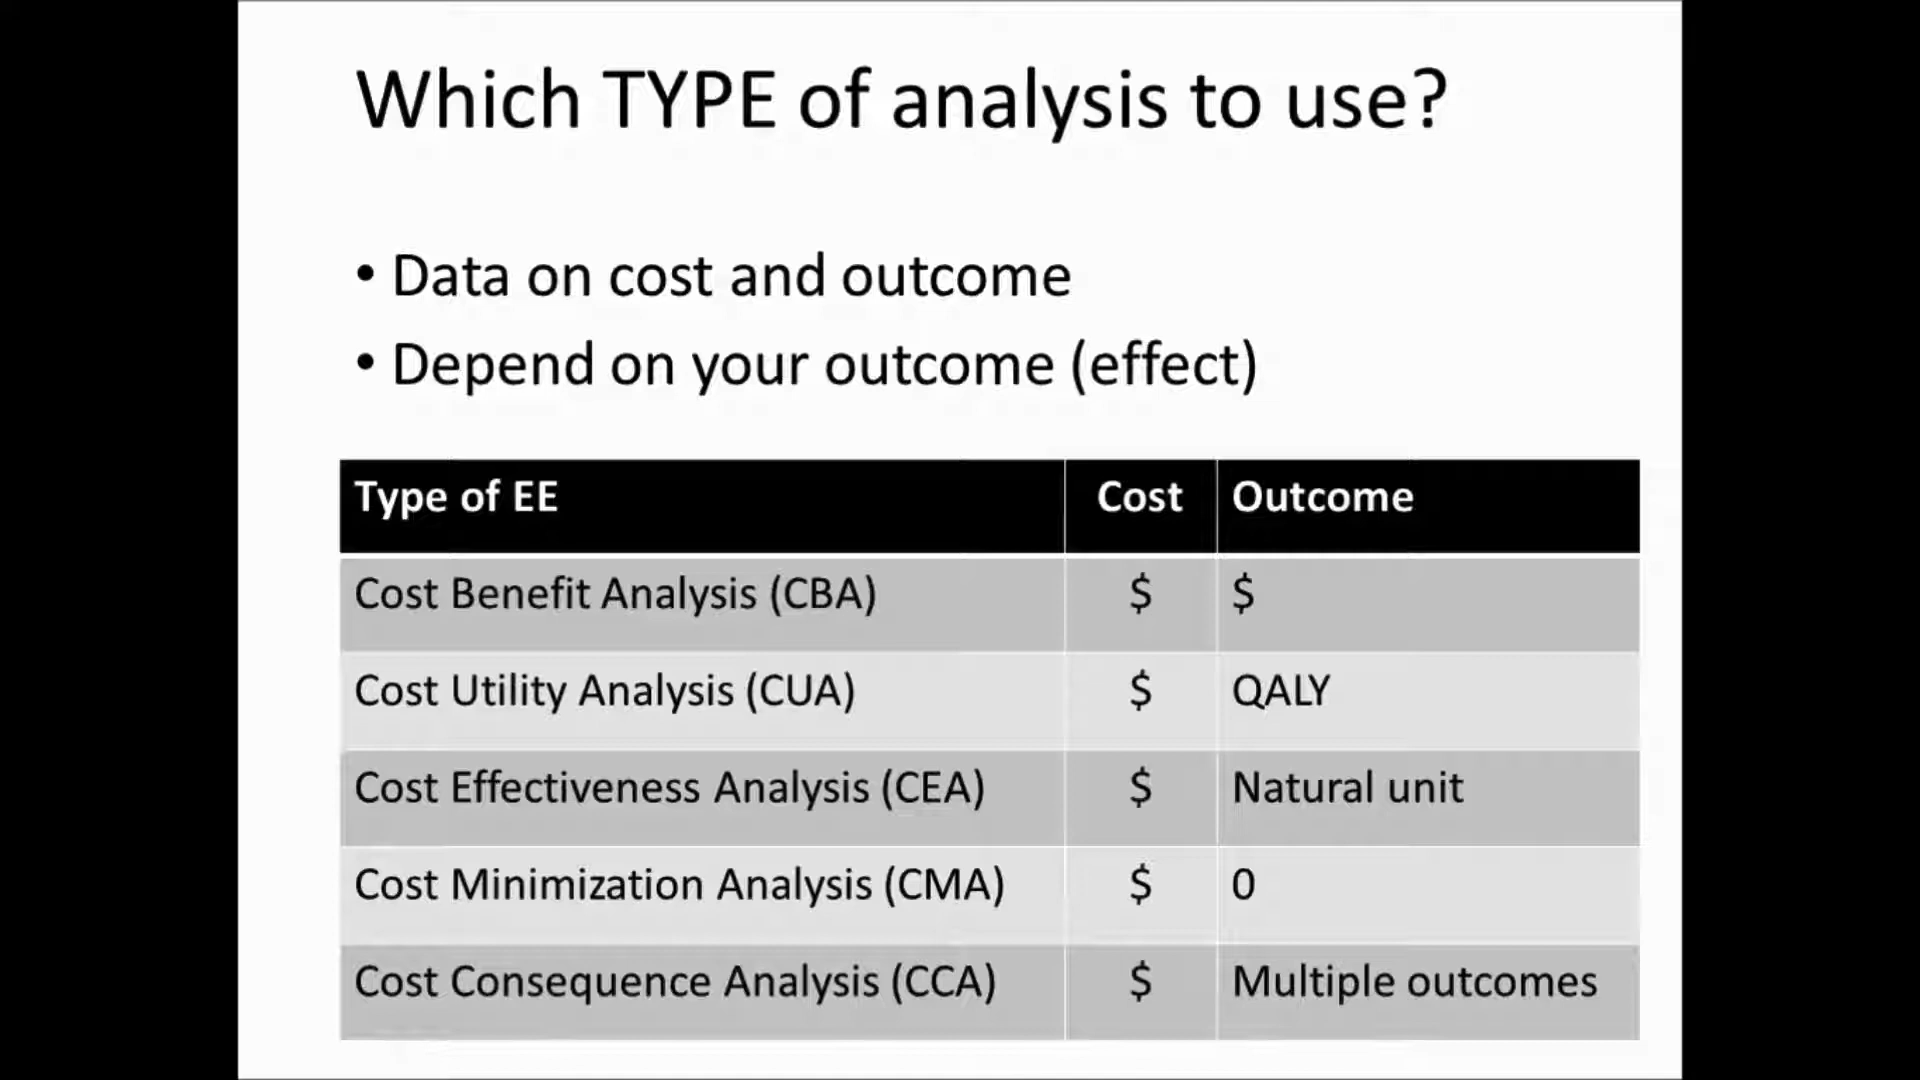 Which TYPE of analysis to use?
• Data on cost and outcome
• Depend on your outcome (effect)
Type of EE Cost Outcome
Cost Benefit Analysis (CBA) $ $
Cost Utility Analysis (CUA) $ QALY
Cost Effectiveness Analysis (CEA) $ Natural unit
Cost Minimization Analysis (CMA) $ 0
Cost Consequence Analysis (CCA) $ Multiple outcomes